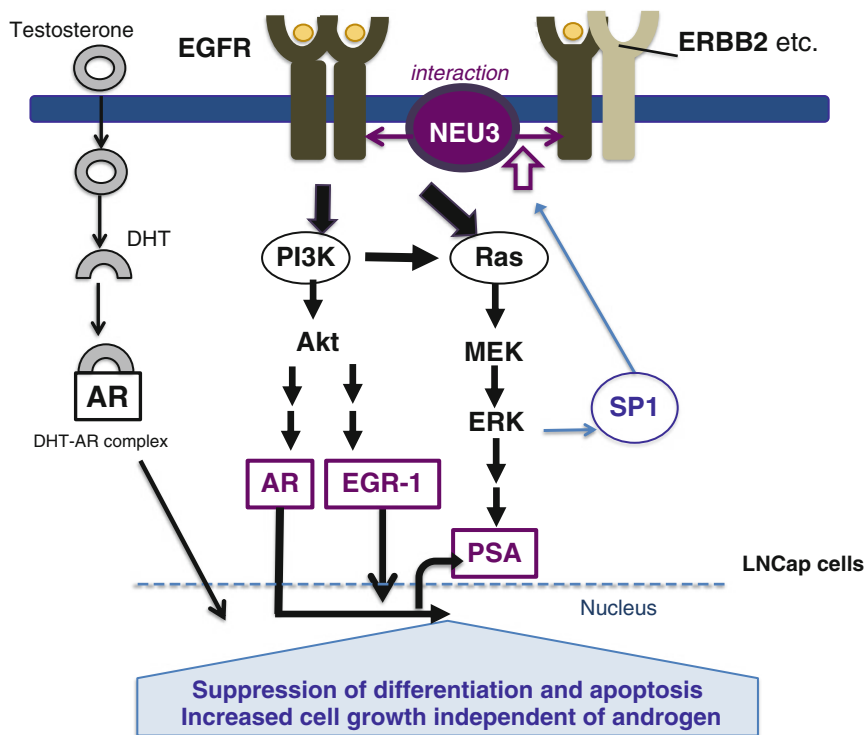 Testosterone
EGFR
ERBB2 etc.
interaction
NEU3
DHT
PI3K
Ras
Akt
MEK
AR
SP1
ERK
DHT-AR complex
AR
EGR-1
PSA
LNCap cells
Nucleus
Suppression of differentiation and apoptosis
Increased cell growth independent of androgen